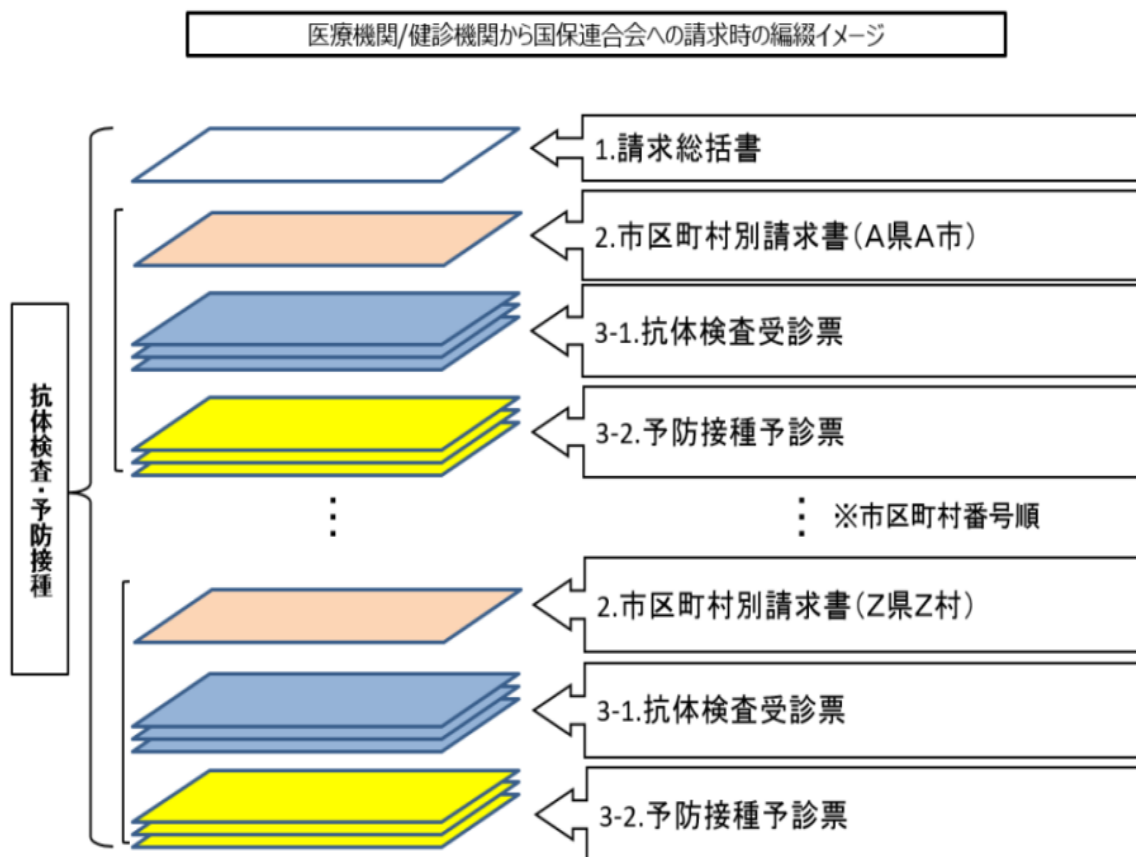 医療機関/健診機関から国保連合会への請求時の編綴イメージ
1.請求総括書
2.市区町村別請求書(A県A市)
3-1.抗体検査受診票
3-2.予防接種予診票
抗体検査・予防接種
※市区町村番号順
2.市区町村別請求書(Z県Z村)
3-1.抗体検査受診票
3-2.予防接種予診票